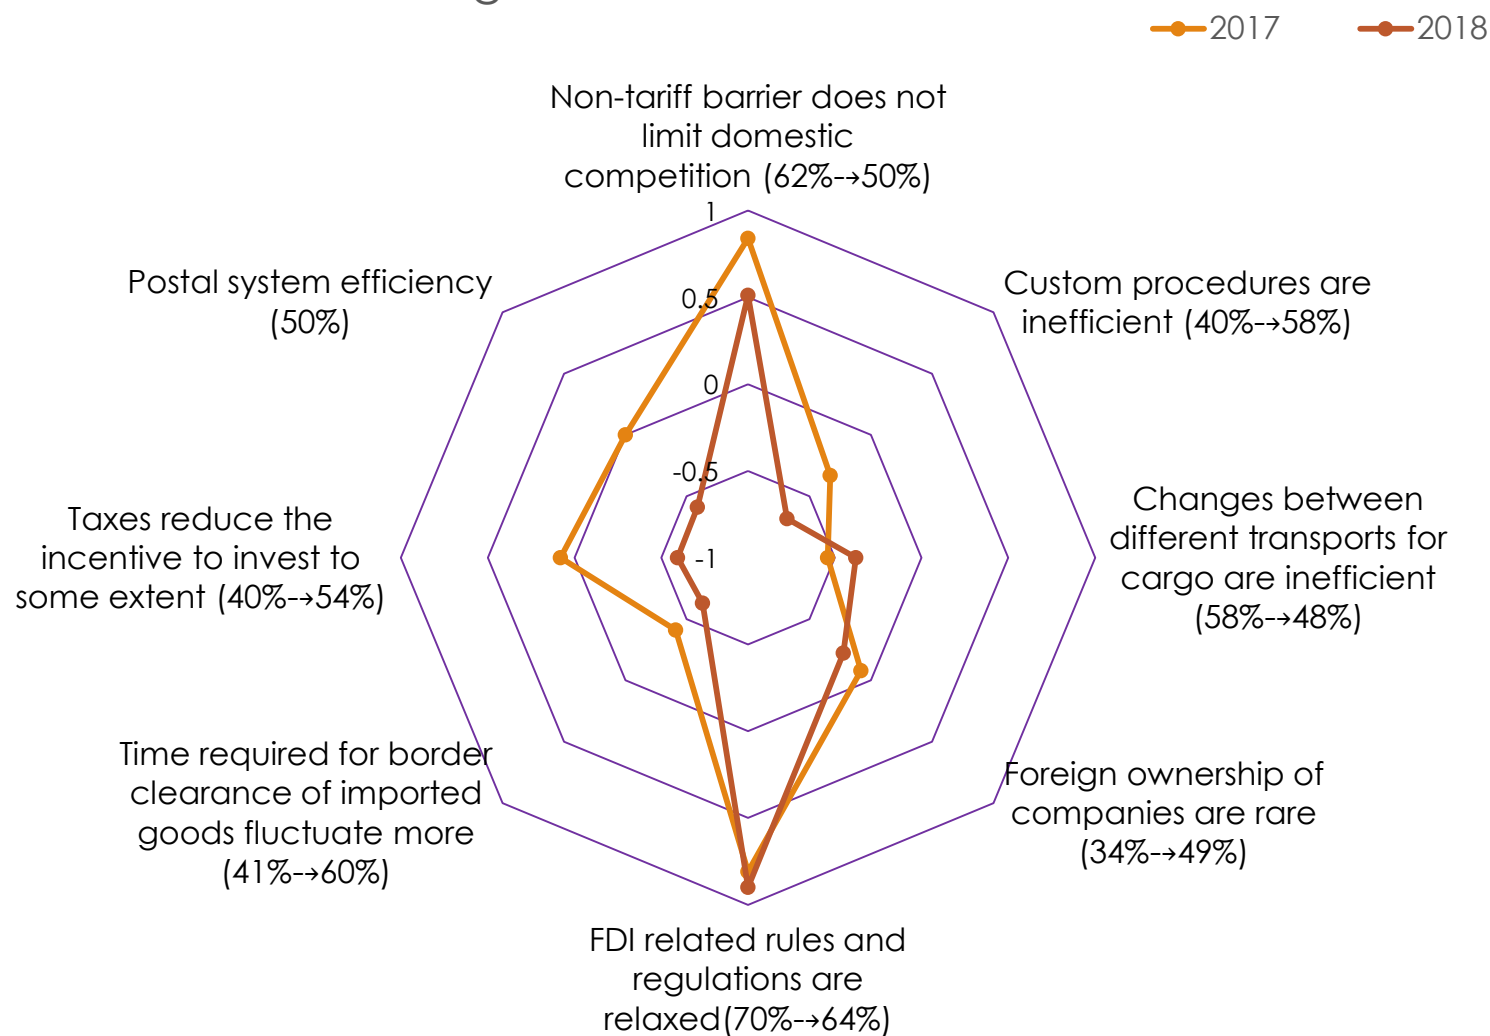 2017
2018
Non-tariff barrier does not
limit domestic
competition (62%-→50%)
Custom procedures are
inefficient (40%-→58%)
Changes between
different transports for
cargo are inefficient
(58%-→48%)
Foreign ownership of
companies are rare
(34%-→49%)
FDI related rules and
regulations are
relaxed(70%-→64%)
Time required for border
clearance of imported
goods fluctuate more
(41%-→60%)
Taxes reduce the
incentive to invest to
some extent (40%-→54%)
Postal system efficiency
(50%)
1
0.5
0
-0.5
-1